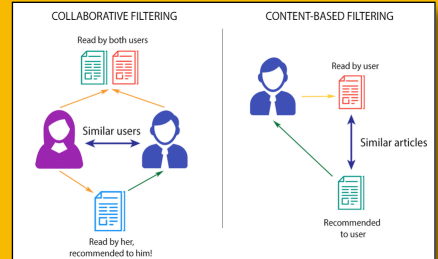 COLLABORATIVE FILTERING
Read by both users
Similar users
Read by her,
recommended to him!
CONTENT-BASED FILTERING
Read by user
Similar articles
Recommended
to user